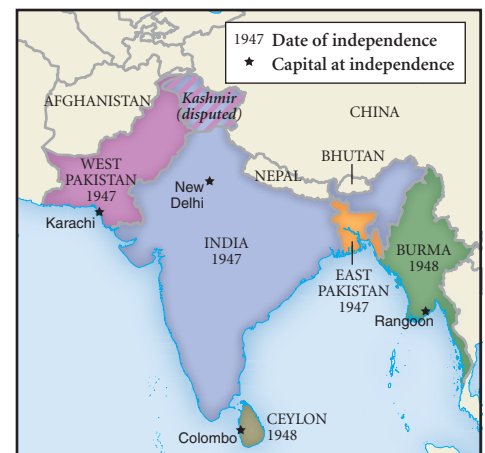 1947 Date of independence
★ Capital at independence
AFGHANISTAN
Kashmir
(disputed)
CHINA
WEST
PAKISTAN
1947
BHUTAN
NEPAL
New
Delhi
Karachi
INDIA
1947
BURMA
1948
EAST
PAKISTAN
1947
Rangoon
CEYLON
1948
Colombo